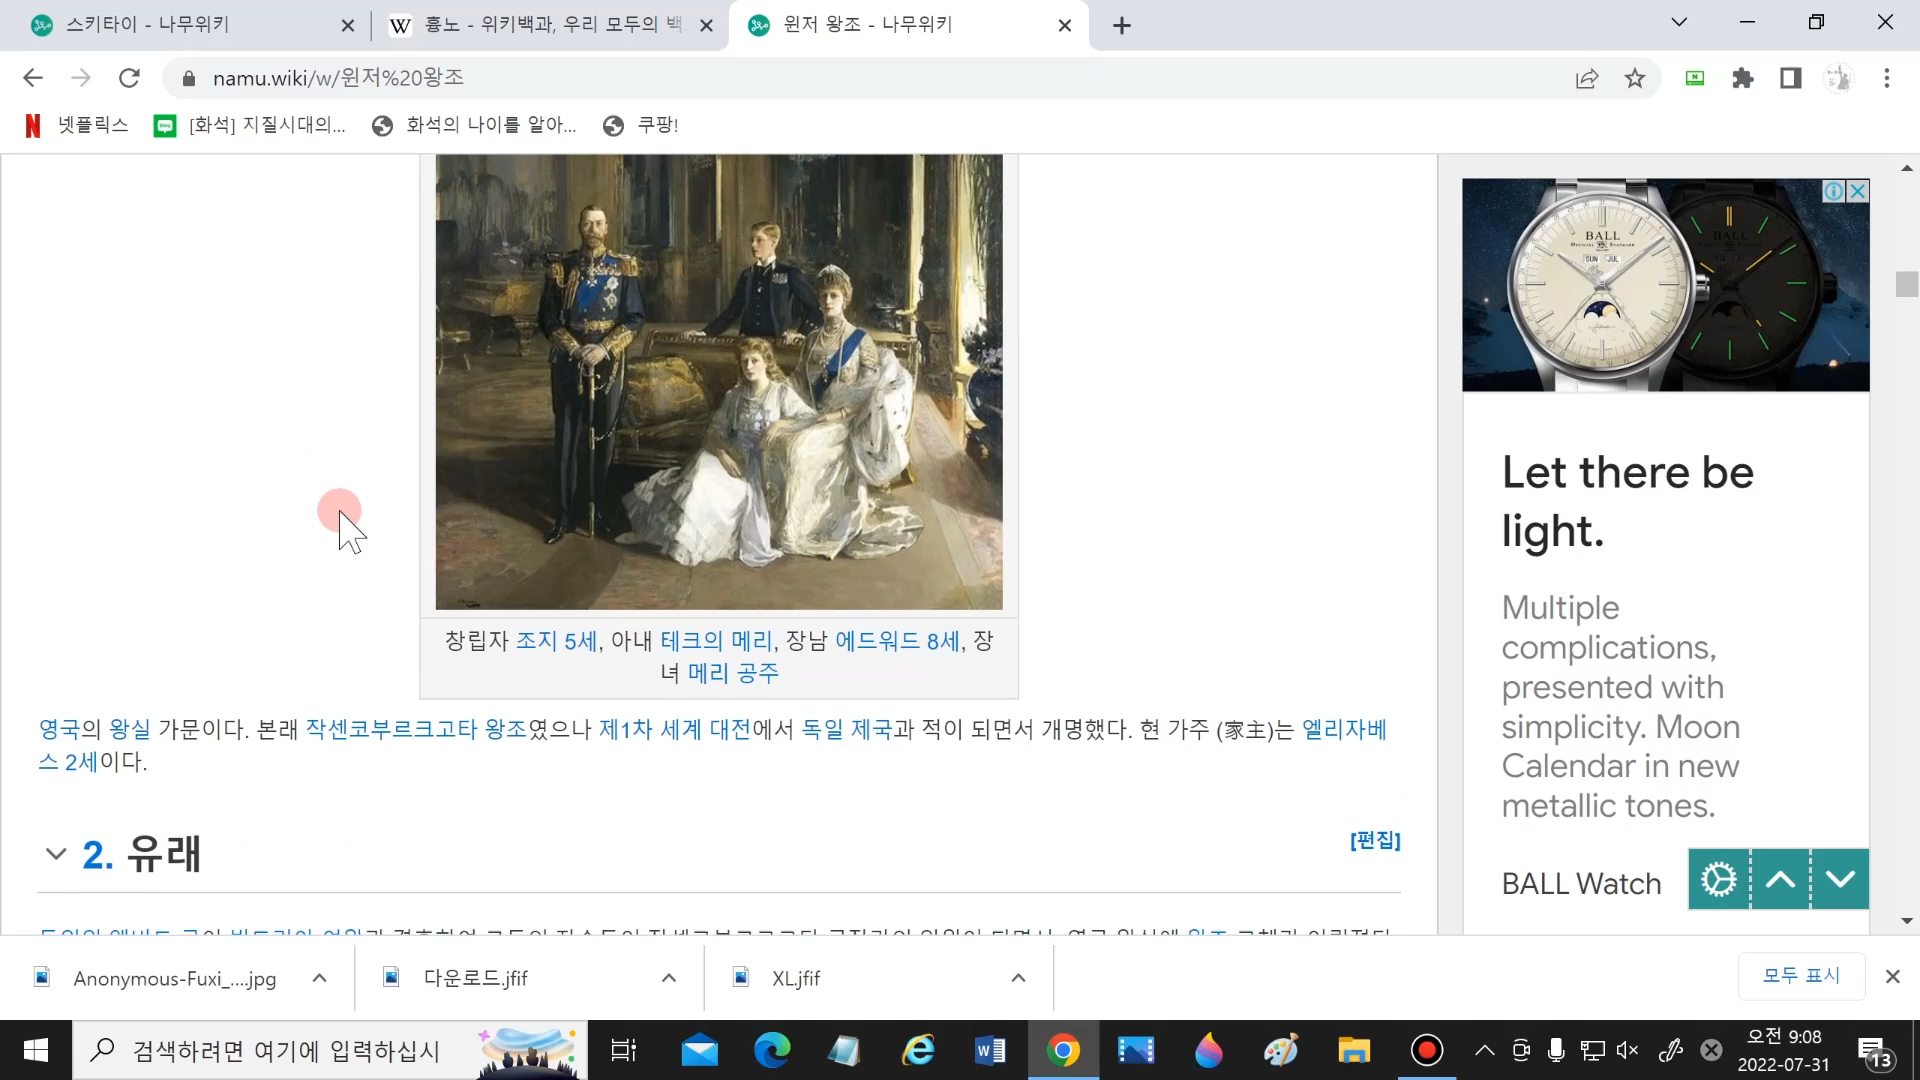 스키타이 - 나무위키
흉노 - 위키백과, 우리 모두의 백
윈저 왕조 - 나무위키
namu.wiki/w/윈저%20왕조
넷플릭스
[화석] 지질시대의...
화석의 나이를 알아...
쿠팡!
창립자 조지 5세, 아내 테크의 메리, 장남 에드워드 8세, 장
녀 메리 공주
영국의 왕실 가문이다. 본래 작센코부르크고타 왕조였으나 제1차 세계 대전에서 독일 제국과 적이 되면서 개명했다. 현 가주 (家主)는 엘리자베
스 2세이다.
2. 유래
[편집]
BALL
SUN JUL
Let there be
light.
Multiple
complications,
presented with
simplicity. Moon
Calendar in new
metallic tones.
BALL Watch
Anonymous-Fuxi_....jpg
다운로드.jfif
XL.jfif
모두 표시
검색하려면 여기에 입력하십시
오전 9:08
2022-07-31
13